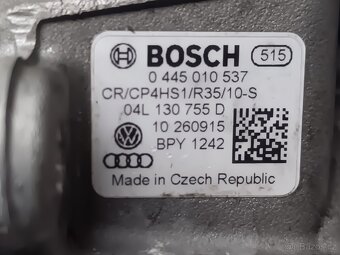 BOSCH 515
0 445 010 537
CR/CP4HS1/R35/10-S
04L 130 755 D
10 260915
BPY 1242
Made in Czech Republic